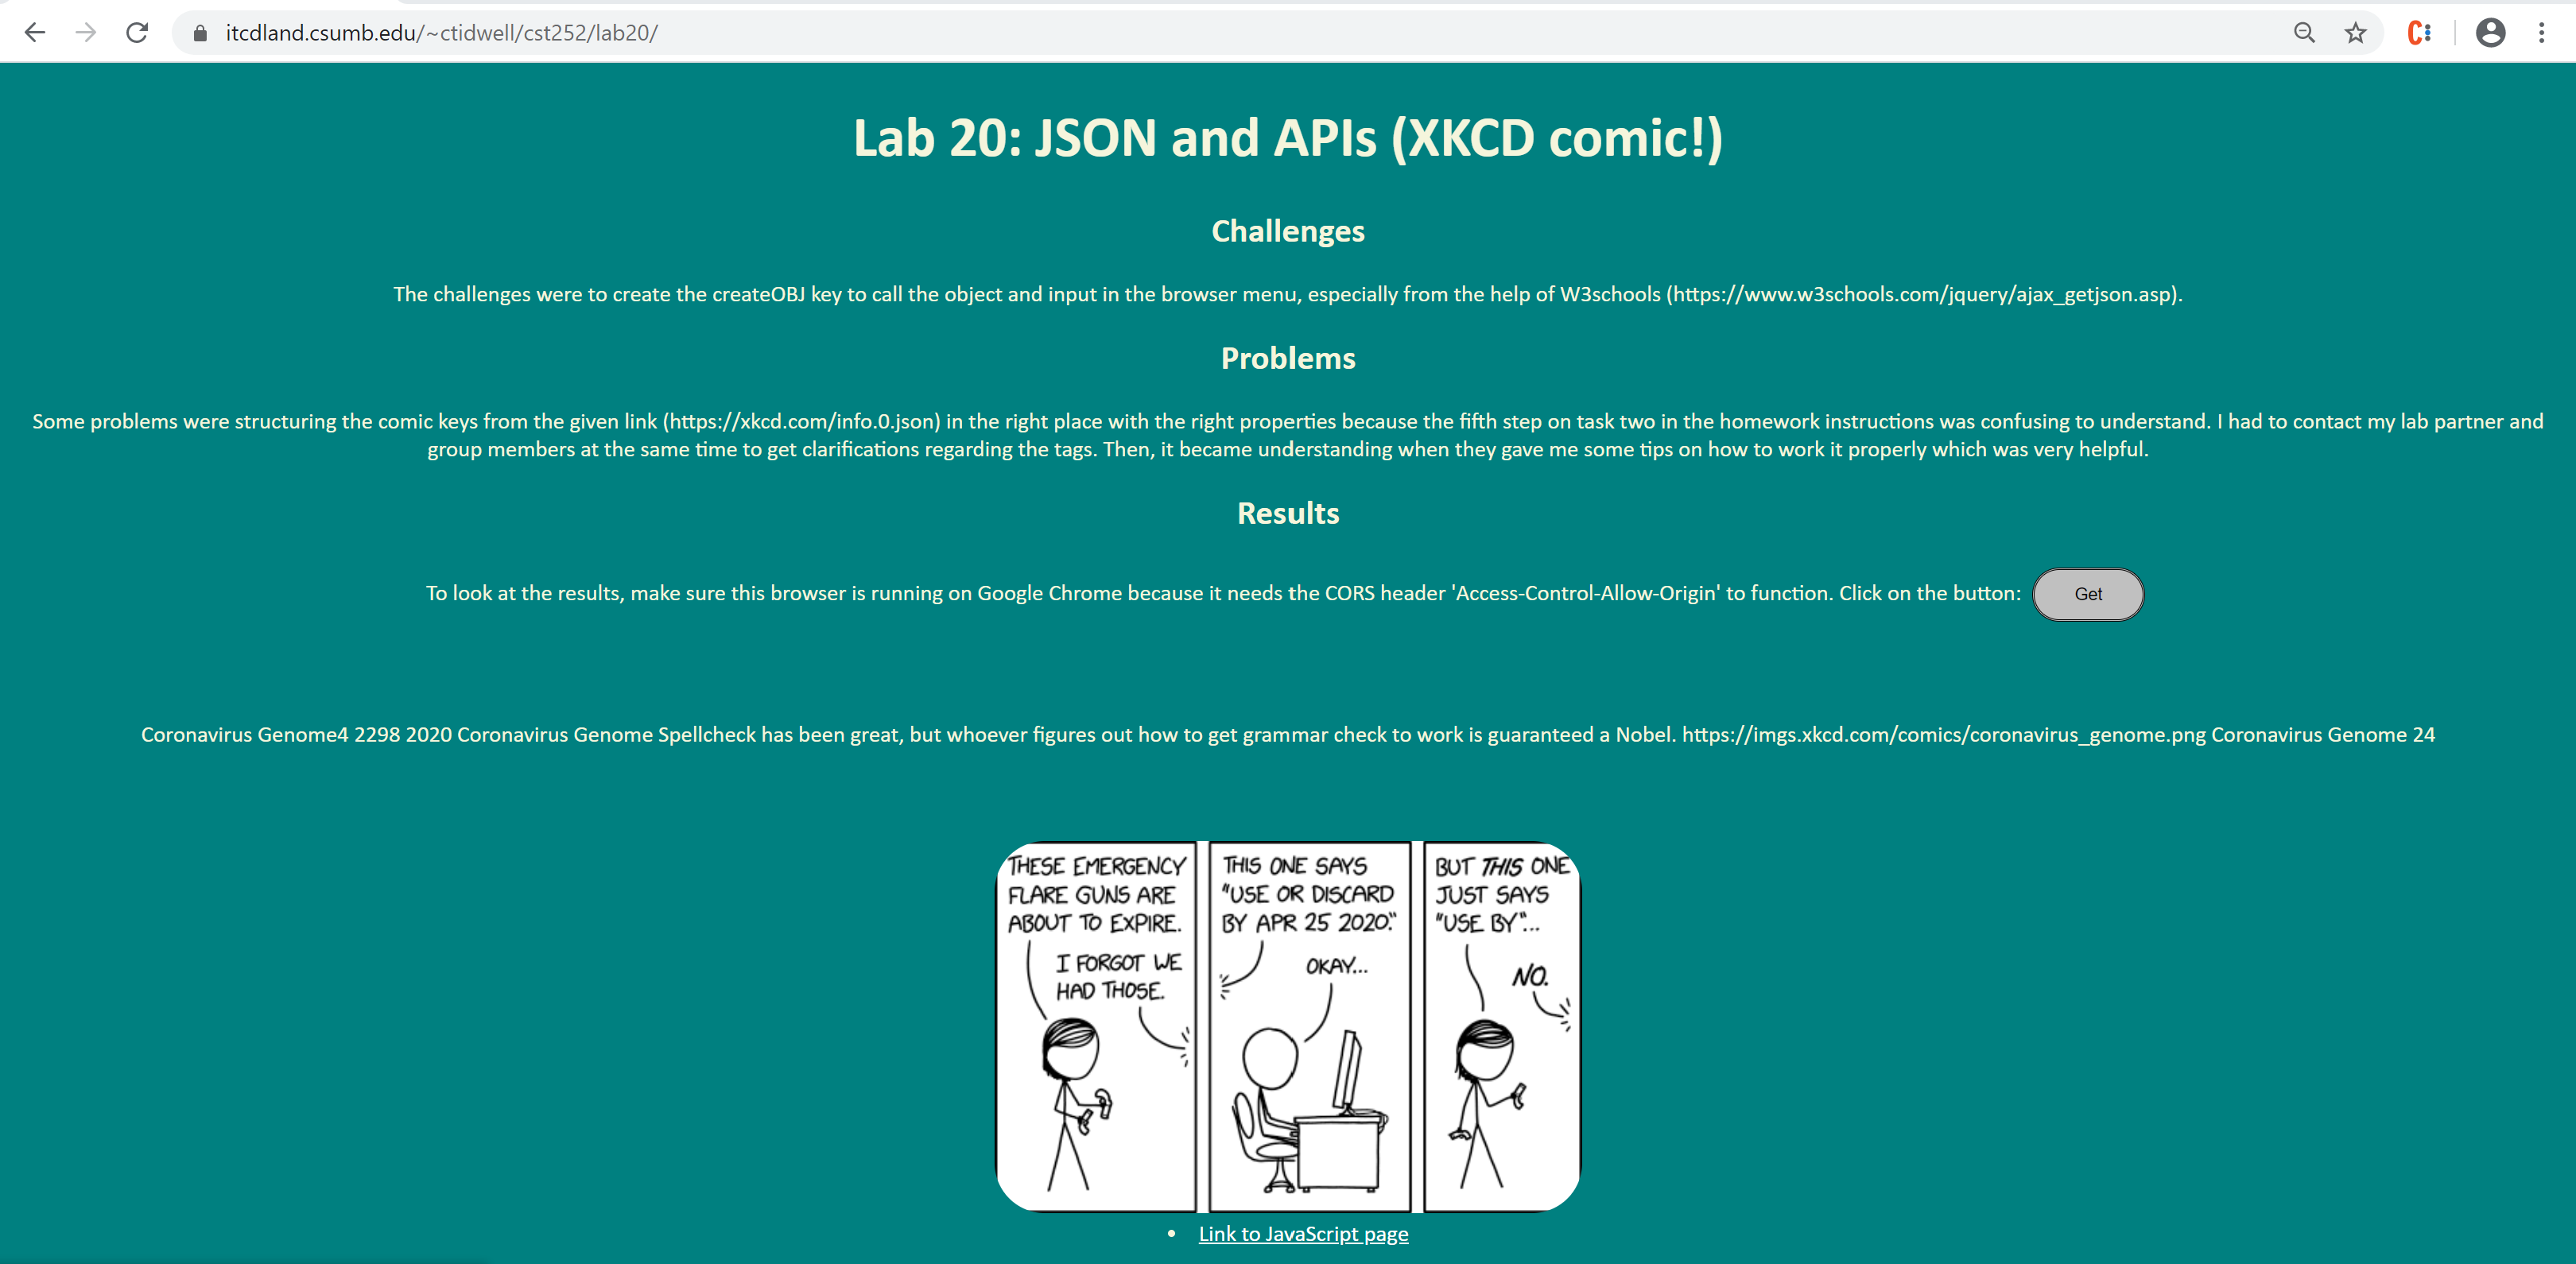 itcdland.csumb.edu/~ctidwell/cst252/lab20/
Lab 20: JSON and APIs (XKCD comic!)
Challenges
The challenges were to create the createOBJ key to call the object and input in the browser menu, especially from the help of W3schools (https://www.w3schools.com/jquery/ajax_getjson.asp).
Problems
Some problems were structuring the comic keys from the given link (https://xkcd.com/info.0.json) in the right place with the right properties because the fifth step on task two in the homework instructions was confusing to understand. I had to contact my lab partner and
group members at the same time to get clarifications regarding the tags. Then, it became understanding when they gave me some tips on how to work it properly which was very helpful.
Results
To look at the results, make sure this browser is running on Google Chrome because it needs the CORS header 'Access-Control-Allow-Origin' to function. Click on the button: Get
Coronavirus Genome4 2298 2020 Coronavirus Genome Spellcheck has been great, but whoever figures out how to get grammar check to work is guaranteed a Nobel. https://imgs.xkcd.com/comics/coronavirus_genome.png Coronavirus Genome 24
THESE EMERGENCY
FLARE GUNS ARE
ABOUT TO EXPIRE.
I FORGOT WE
HAD THOSE.
THIS ONE SAYS
"USE OR DISCARD
BY APR 25 2020."
OKAY...
BUT THIS ONE
JUST SAYS
"USE BY"...
NO.
Link to JavaScript page